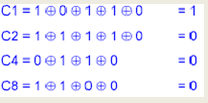 C1 = 1 ⊕ 0 ⊕ 1 ⊕ 1 ⊕ 0 = 1
C2 = 1 ⊕ 1 ⊕ 1 ⊕ 1 ⊕ 0 = 0
C4 = 0 ⊕ 1 ⊕ 1 ⊕ 0 = 0
C8 = 1 ⊕ 1 ⊕ 0 ⊕ 0 = 0